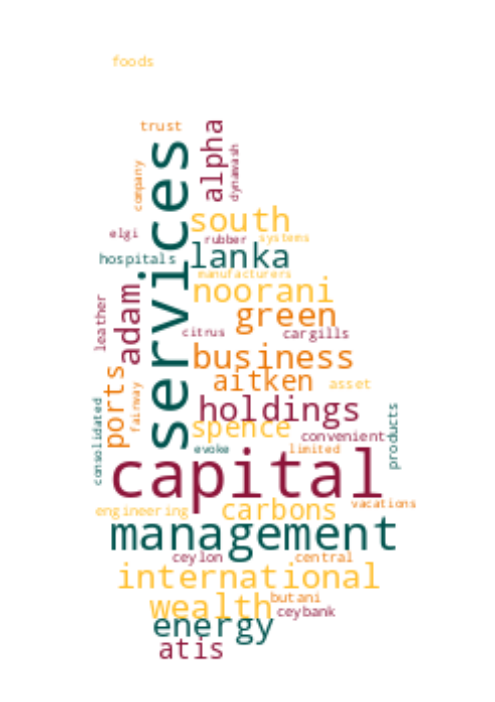 foods
trust
alpha
dynawash
company
services
south
elgi
rubber
systems
hospitals
lanka
manufacturers
noorani
leather
adam
green
citrus
cargills
business
ports
fairway
aitken
asset
holdings
consolidated
spence
convenient
products
evoke
limited
capital
vacations
engineering
carbons
management
ceylon
central
international
butani
wealth
ceybank
energy
atis